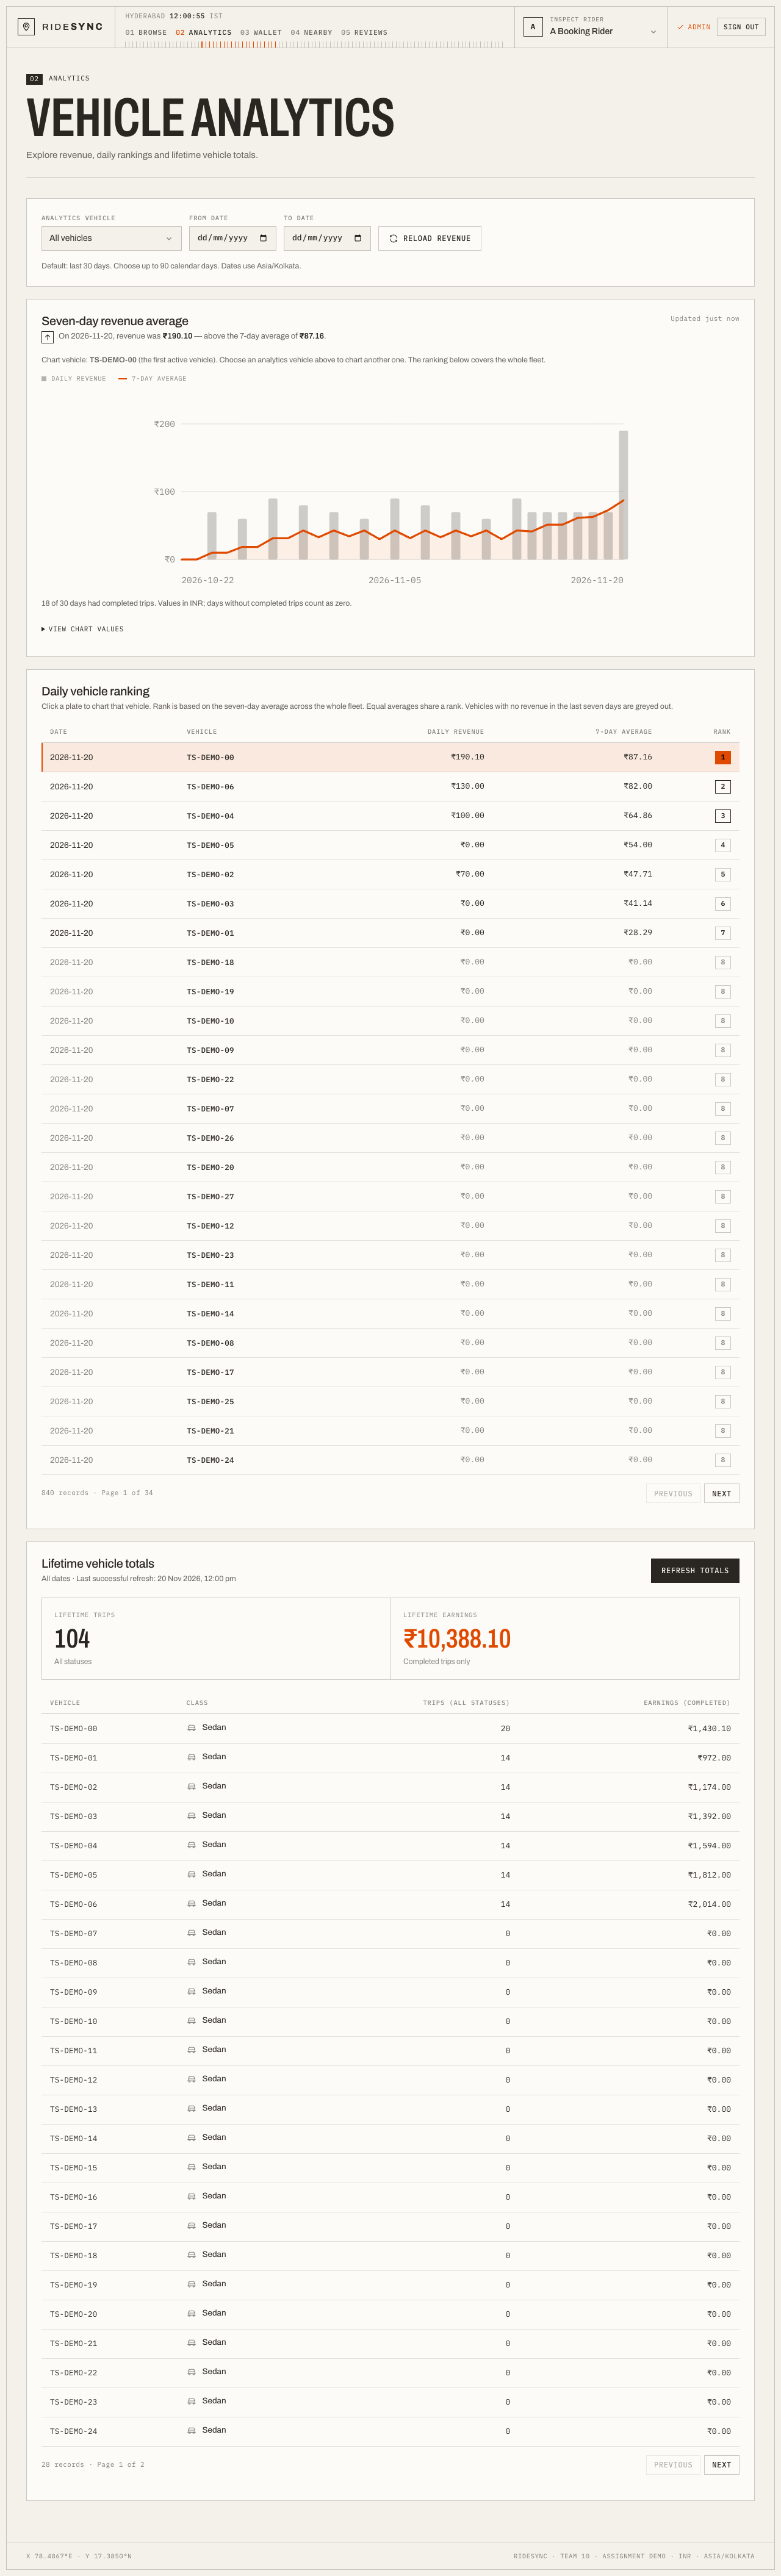 RIDESYNC
HYDERABAD 12:00:55 IST
01 BROWSE 02 ANALYTICS 03 WALLET 04 NEARBY 05 REVIEWS
A
INSPECT RIDER
A Booking Rider
ADMIN
SIGN OUT
02 ANALYTICS
VEHICLE ANALYTICS
Explore revenue, daily rankings and lifetime vehicle totals.
ANALYTICS VEHICLE FROM DATE TO DATE
All vehicles dd/mm/yyyy dd/mm/yyyy RELOAD REVENUE
Default: last 30 days. Choose up to 90 calendar days. Dates use Asia/Kolkata.
Seven-day revenue average
Updated just now
On 2026-11-20, revenue was ₹190.10 — above the 7-day average of ₹87.16.
Chart vehicle: TS-DEMO-00 (the first active vehicle). Choose an analytics vehicle above to chart another one. The ranking below covers the whole fleet.
DAILY REVENUE 7-DAY AVERAGE
₹200
₹100
₹0
2026-10-22 2026-11-05 2026-11-20
18 of 30 days had completed trips. Values in INR; days without completed trips count as zero.
VIEW CHART VALUES
Daily vehicle ranking
Click a plate to chart that vehicle. Rank is based on the seven-day average across the whole fleet. Equal averages share a rank. Vehicles with no revenue in the last seven days are greyed out.
DATE VEHICLE DAILY REVENUE 7-DAY AVERAGE RANK
2026-11-20 TS-DEMO-00 ₹190.10 ₹87.16 1
2026-11-20 TS-DEMO-06 ₹130.00 ₹82.00 2
2026-11-20 TS-DEMO-04 ₹100.00 ₹64.86 3
2026-11-20 TS-DEMO-05 ₹0.00 ₹54.00 4
2026-11-20 TS-DEMO-02 ₹70.00 ₹47.71 5
2026-11-20 TS-DEMO-03 ₹0.00 ₹41.14 6
2026-11-20 TS-DEMO-01 ₹0.00 ₹28.29 7
2026-11-20 TS-DEMO-18 ₹0.00 ₹0.00 8
2026-11-20 TS-DEMO-19 ₹0.00 ₹0.00 8
2026-11-20 TS-DEMO-10 ₹0.00 ₹0.00 8
2026-11-20 TS-DEMO-09 ₹0.00 ₹0.00 8
2026-11-20 TS-DEMO-22 ₹0.00 ₹0.00 8
2026-11-20 TS-DEMO-07 ₹0.00 ₹0.00 8
2026-11-20 TS-DEMO-26 ₹0.00 ₹0.00 8
2026-11-20 TS-DEMO-20 ₹0.00 ₹0.00 8
2026-11-20 TS-DEMO-27 ₹0.00 ₹0.00 8
2026-11-20 TS-DEMO-12 ₹0.00 ₹0.00 8
2026-11-20 TS-DEMO-23 ₹0.00 ₹0.00 8
2026-11-20 TS-DEMO-11 ₹0.00 ₹0.00 8
2026-11-20 TS-DEMO-14 ₹0.00 ₹0.00 8
2026-11-20 TS-DEMO-08 ₹0.00 ₹0.00 8
2026-11-20 TS-DEMO-17 ₹0.00 ₹0.00 8
2026-11-20 TS-DEMO-25 ₹0.00 ₹0.00 8
2026-11-20 TS-DEMO-21 ₹0.00 ₹0.00 8
2026-11-20 TS-DEMO-24 ₹0.00 ₹0.00 8
840 records · Page 1 of 34
PREVIOUS NEXT
Lifetime vehicle totals
All dates · Last successful refresh: 20 Nov 2026, 12:00 pm
REFRESH TOTALS
LIFETIME TRIPS LIFETIME EARNINGS
104 ₹10,388.10
All statuses Completed trips only
VEHICLE CLASS TRIPS (ALL STATUSES) EARNINGS (COMPLETED)
TS-DEMO-00 Sedan 20 ₹1,430.10
TS-DEMO-01 Sedan 14 ₹972.00
TS-DEMO-02 Sedan 14 ₹1,174.00
TS-DEMO-03 Sedan 14 ₹1,392.00
TS-DEMO-04 Sedan 14 ₹1,594.00
TS-DEMO-05 Sedan 14 ₹1,812.00
TS-DEMO-06 Sedan 14 ₹2,014.00
TS-DEMO-07 Sedan 0 ₹0.00
TS-DEMO-08 Sedan 0 ₹0.00
TS-DEMO-09 Sedan 0 ₹0.00
TS-DEMO-10 Sedan 0 ₹0.00
TS-DEMO-11 Sedan 0 ₹0.00
TS-DEMO-12 Sedan 0 ₹0.00
TS-DEMO-13 Sedan 0 ₹0.00
TS-DEMO-14 Sedan 0 ₹0.00
TS-DEMO-15 Sedan 0 ₹0.00
TS-DEMO-16 Sedan 0 ₹0.00
TS-DEMO-17 Sedan 0 ₹0.00
TS-DEMO-18 Sedan 0 ₹0.00
TS-DEMO-19 Sedan 0 ₹0.00
TS-DEMO-20 Sedan 0 ₹0.00
TS-DEMO-21 Sedan 0 ₹0.00
TS-DEMO-22 Sedan 0 ₹0.00
TS-DEMO-23 Sedan 0 ₹0.00
TS-DEMO-24 Sedan 0 ₹0.00
28 records · Page 1 of 2
PREVIOUS NEXT
X 78.4867°E · Y 17.3850°N
RIDESYNC · TEAM 10 · ASSIGNMENT DEMO · INR · ASIA/KOLKATA